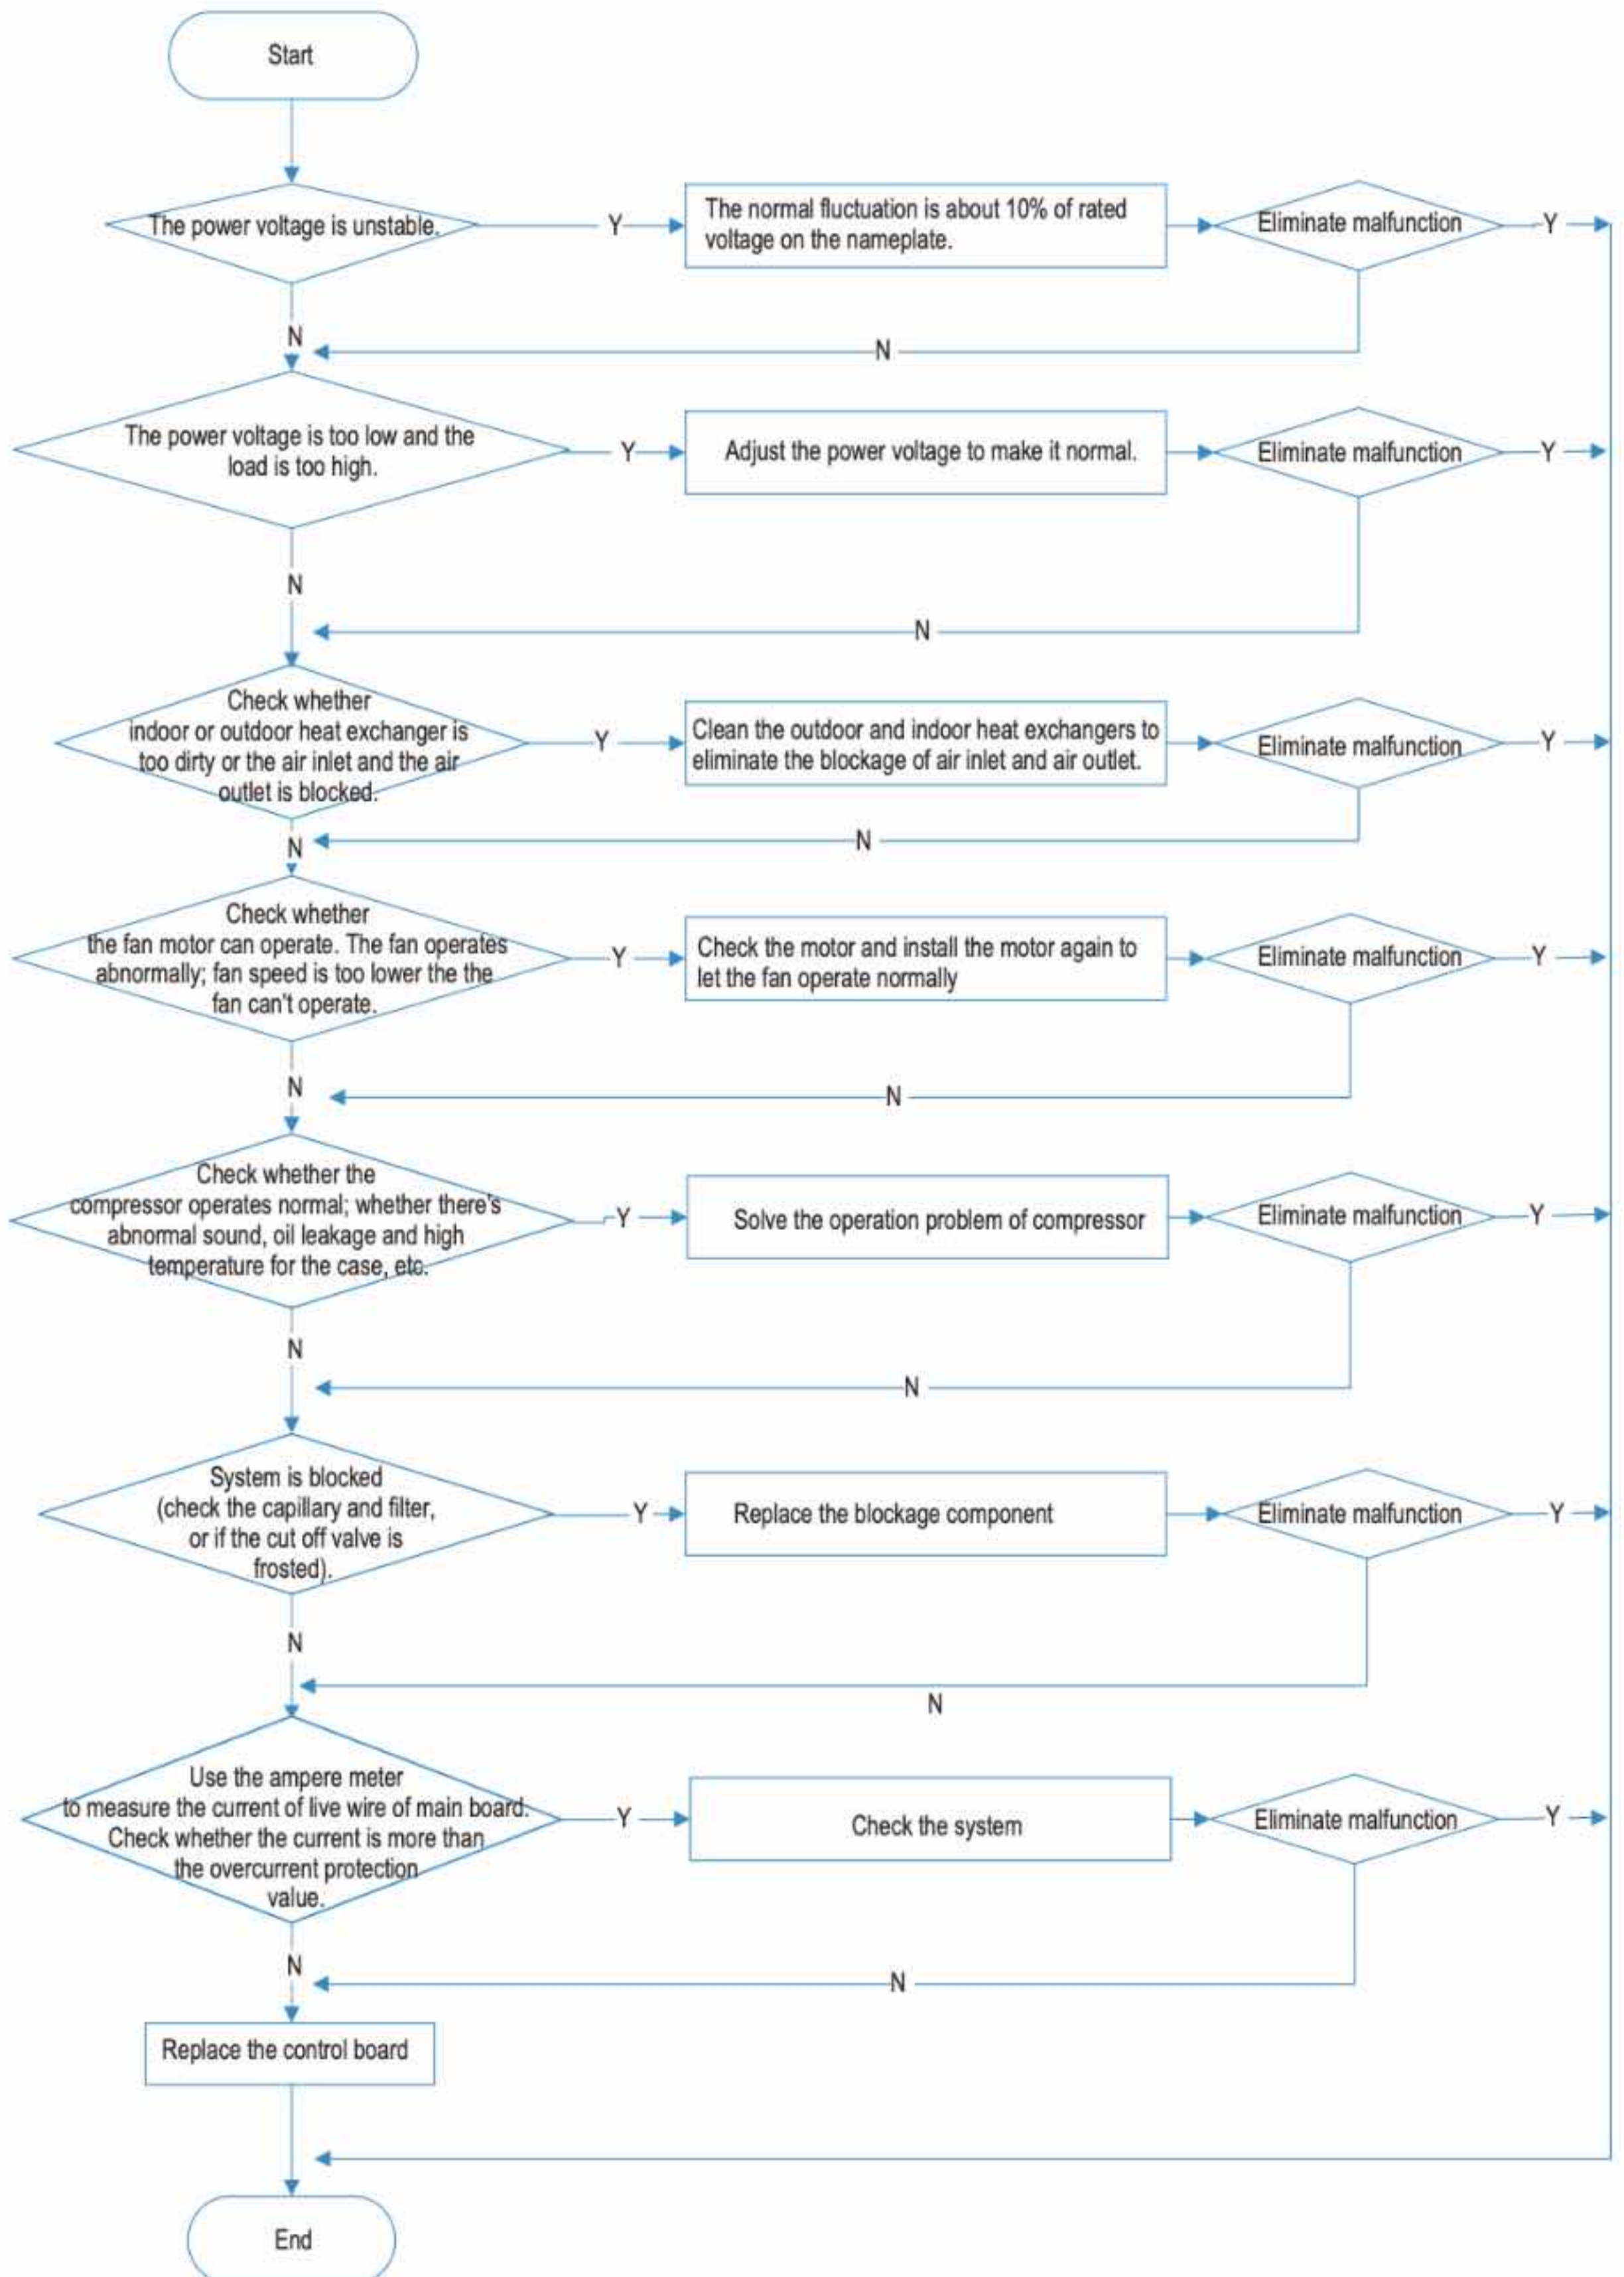 Start
The power voltage is unstable.
Y
The normal fluctuation is about 10% of rated
voltage on the nameplate.
Eliminate malfunction
Y
N
N
The power voltage is too low and the
load is too high.
Y
Adjust the power voltage to make it normal.
Eliminate malfunction
Y
N
N
Check whether
indoor or outdoor heat exchanger is
too dirty or the air inlet and the air
outlet is blocked.
Y
Clean the outdoor and indoor heat exchangers to
eliminate the blockage of air inlet and air outlet.
Eliminate malfunction
Y
N
N
Check whether
the fan motor can operate. The fan operates
abnormally; fan speed is too lower the the
fan can't operate.
Y
Check the motor and install the motor again to
let the fan operate normally
Eliminate malfunction
Y
N
N
Check whether the
compressor operates normal; whether there's
abnormal sound, oil leakage and high
temperature for the case, etc.
Y
Solve the operation problem of compressor
Eliminate malfunction
Y
N
N
System is blocked
(check the capillary and filter,
or if the cut off valve is
frosted).
Y
Replace the blockage component
Eliminate malfunction
Y
N
N
Use the ampere meter
to measure the current of live wire of main board.
Check whether the current is more than
the overcurrent protection
value.
Y
Check the system
Eliminate malfunction
Y
N
N
Replace the control board
End